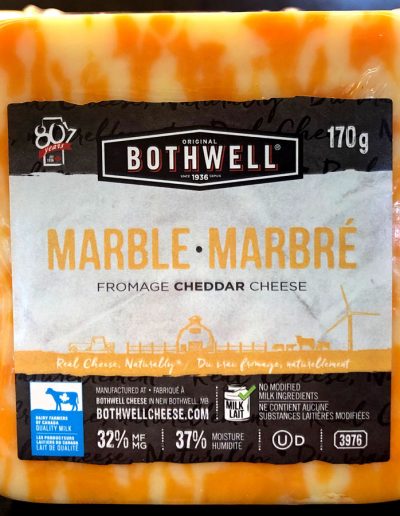 80
years
ORIGINAL
BOTHWELL®
SINCE 1936 DEPUIS
170 g
MARBLE • MARBRÉ
FROMAGE CHEDDAR CHEESE
Real Cheese, Naturally® Du vrai fromage, naturellement
DAIRY FARMERS
OF CANADA
QUALITY MILK
LES PRODUCTEURS
LAITIERS DU CANADA
LAIT DE QUALITÉ
MANUFACTURED AT • FABRIQUÉ À
BOTHWELL CHEESE IN NEW BOTHWELL, MB
BOTHWELLCHEESE.COM
MILK
LAIT
NO MODIFIED
MILK INGREDIENTS
NE CONTIENT AUCUNE
SUBSTANCES LAITIÈRES MODIFIÉES
32% MF
MG
37% MOISTURE
HUMIDITÉ
U D
3976